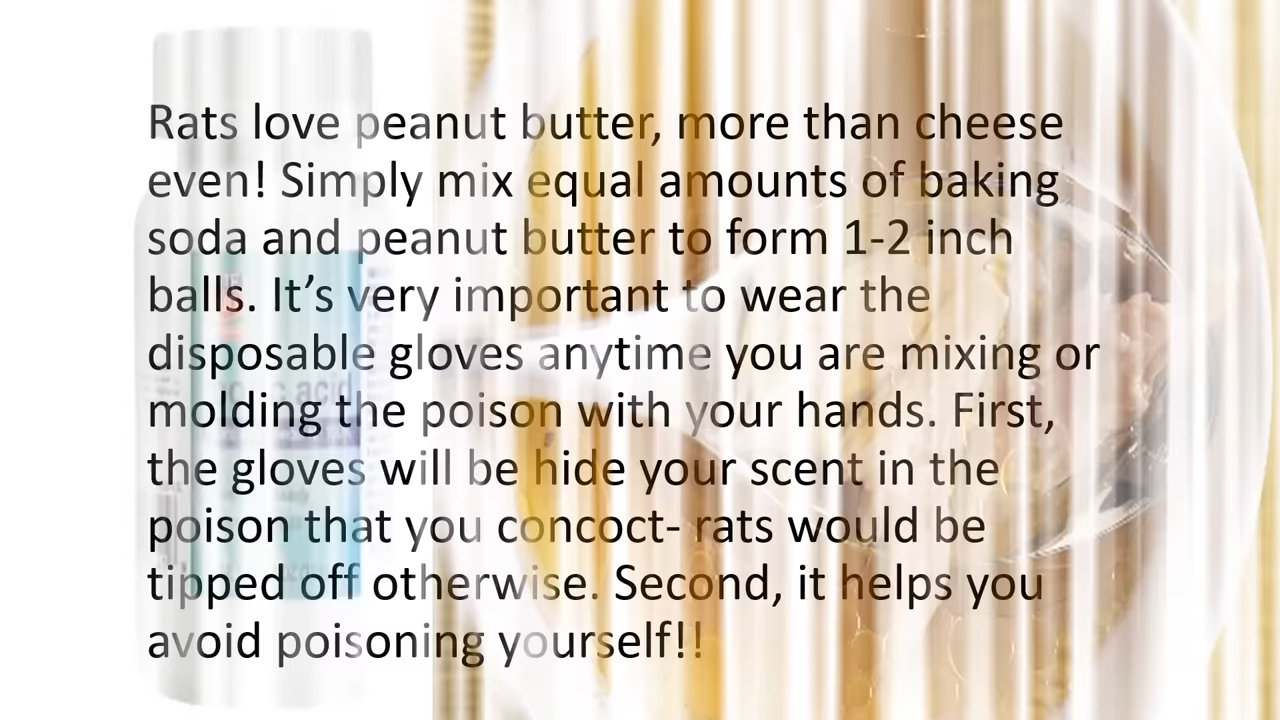 Rats love peanut butter, more than cheese
even! Simply mix equal amounts of baking
soda and peanut butter to form 1-2 inch
balls. It’s very important to wear the
disposable gloves anytime you are mixing or
molding the poison with your hands. First,
the gloves will be hide your scent in the
poison that you concoct- rats would be
tipped off otherwise. Second, it helps you
avoid poisoning yourself!!